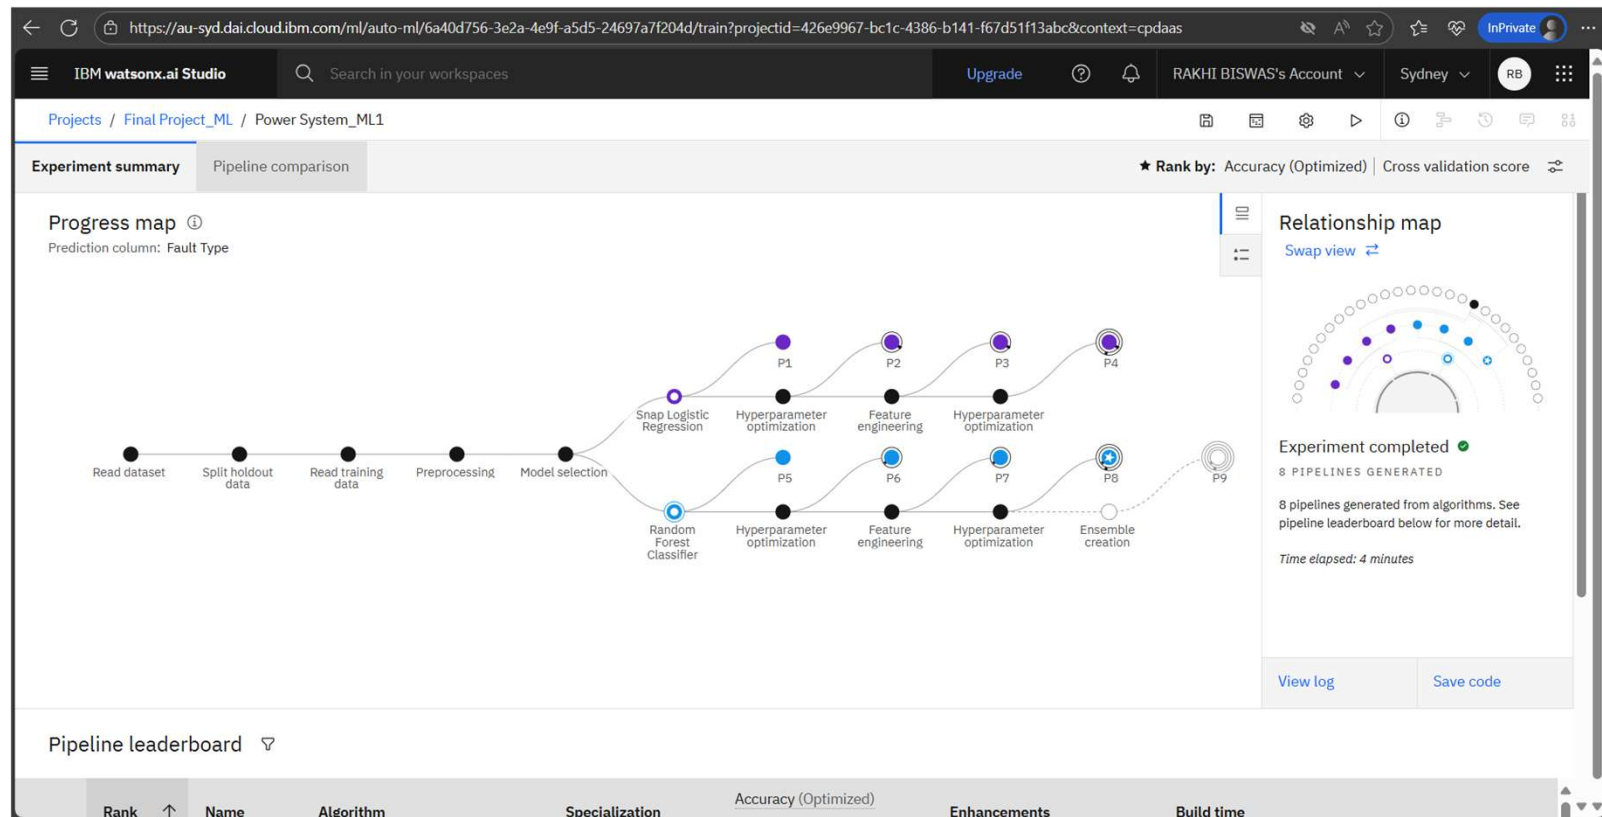 https://au-syd.dai.cloud.ibm.com/ml/auto-ml/6a40d756-3e2a-4e9f-a5d5-24697a7f204d/train?projectid=426e9967-bc1c-4386-b141-f67d51f13abc&context=cpdaas
InPrivate
IBM watsonx.ai Studio
Search in your workspaces
Upgrade
RAKHI BISWAS's Account
Sydney
RB
Projects / Final Project_ML / Power System_ML1
Experiment summary
Pipeline comparison
Rank by: Accuracy (Optimized) | Cross validation score
Progress map
Prediction column: Fault Type
P1
P2
P3
P4
Snap Logistic
Regression
Hyperparameter
optimization
Feature
engineering
Hyperparameter
optimization
Read dataset
Split holdout
data
Read training
data
Preprocessing
Model selection
P5
P6
P7
P8
P9
Random
Forest
Classifier
Hyperparameter
optimization
Feature
engineering
Hyperparameter
optimization
Ensemble
creation
Relationship map
Swap view
Experiment completed
8 PIPELINES GENERATED
8 pipelines generated from algorithms. See
pipeline leaderboard below for more detail.
Time elapsed: 4 minutes
View log
Save code
Pipeline leaderboard
Rank
Name
Algorithm
Specialization
Accuracy (Optimized)
Enhancements
Build time